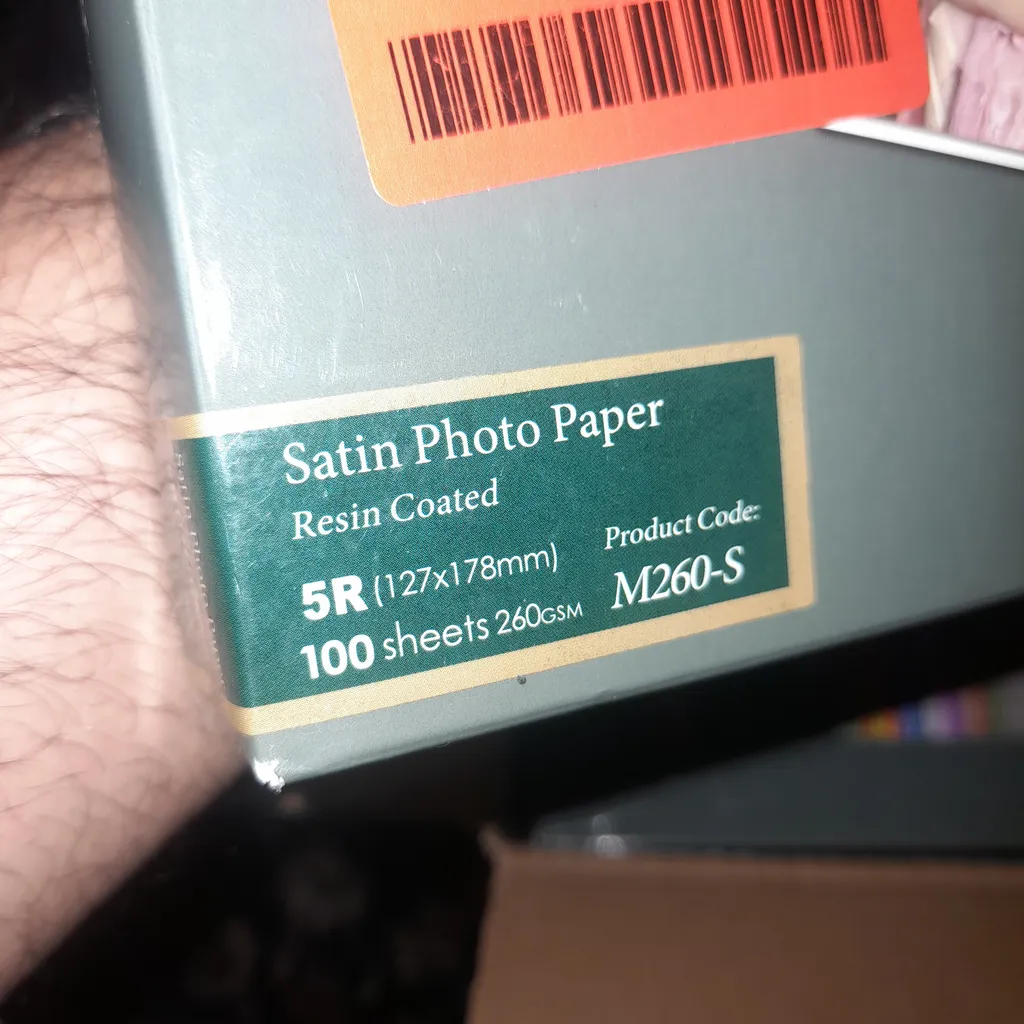 Satin Photo Paper
Resin Coated
5R (127x178mm)
100 sheets 260GSM
Product Code:
M260-S